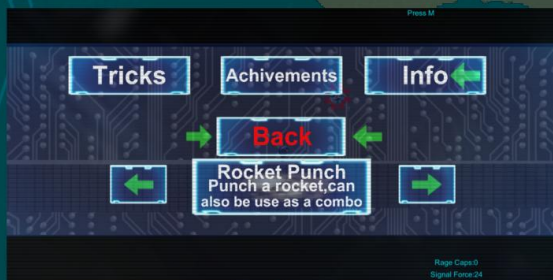 Press M
Tricks
Achivements
Info
Back
Rocket Punch
Punch a rocket,can
also be use as a combo
Rage Caps:0
Signal Force:24